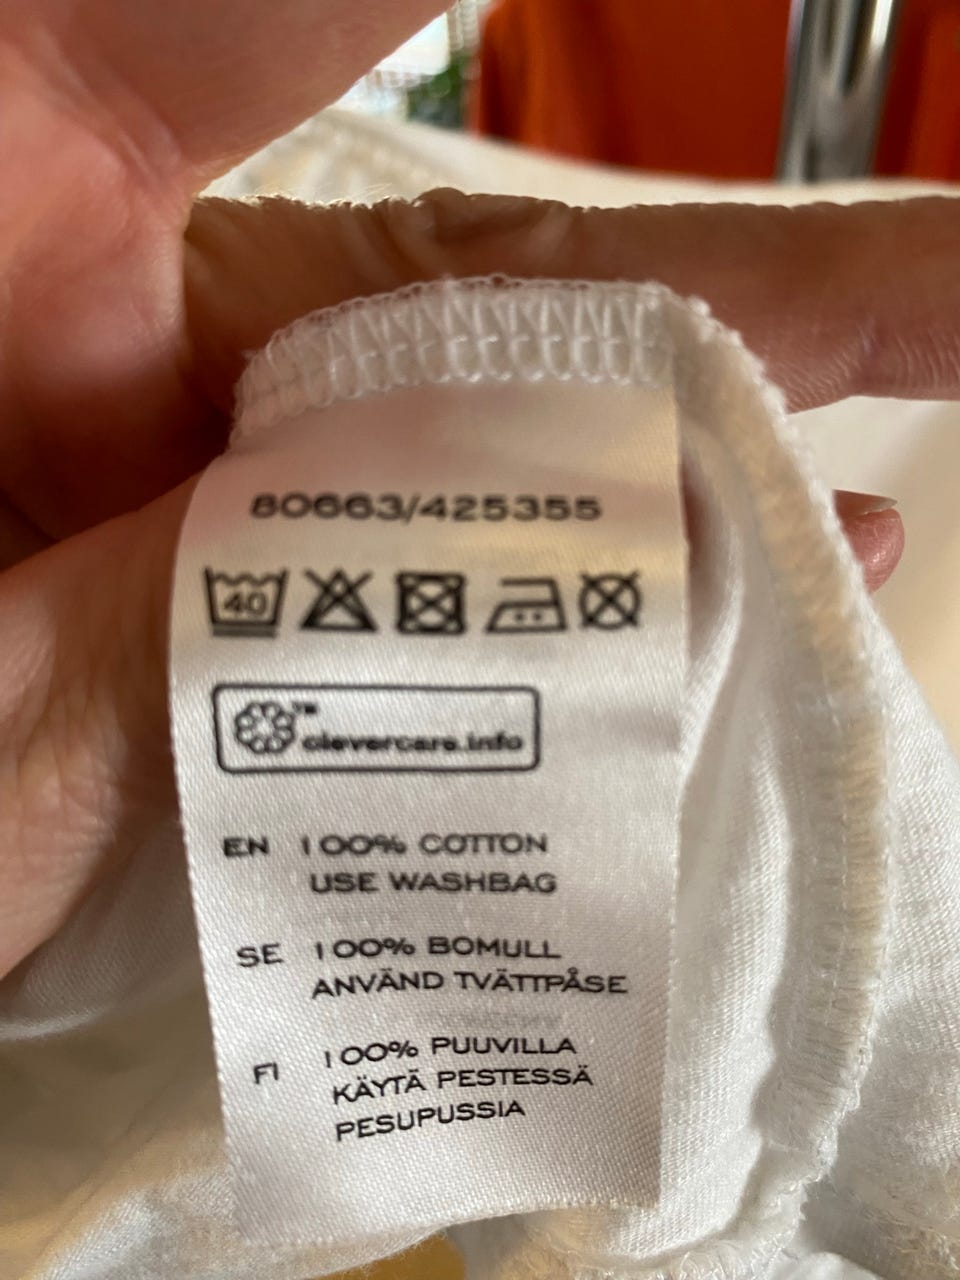 80663/425355
40
™
clevercare.info
EN 100% COTTON
USE WASHBAG
SE 100% BOMULL
ANVÄND TVÄTTPÅSE
FI 100% PUUVILLA
KÄYTÄ PESTESSÄ
PESUPUSSIA